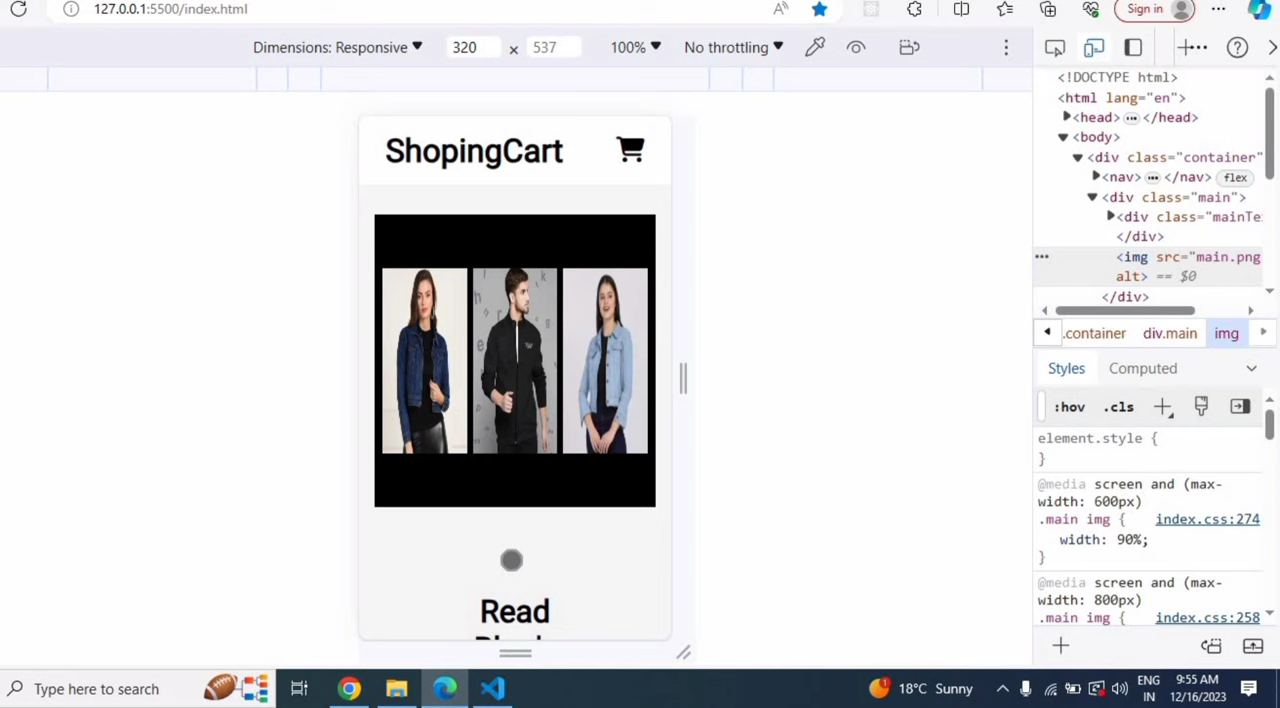 127.0.0.1:5500/index.html
Sign in
Dimensions: Responsive 320 × 537 100% No throttling
<!DOCTYPE html>
<html lang="en">
<head> </head>
<body>
<div class="container"
<nav> </nav> flex
<div class="main">
<div class="mainTe
</div>
<img src="main.png
alt> == $0
</div>
.container div.main img
Styles Computed
:hov .cls
element.style {
}
@media screen and (max-
width: 600px)
.main img { index.css:274
width: 90%;
}
@media screen and (max-
width: 800px)
.main img { index.css:258
ShopingCart
Read
Type here to search
1
18°C Sunny
ENG
IN
9:55 AM
12/16/2023